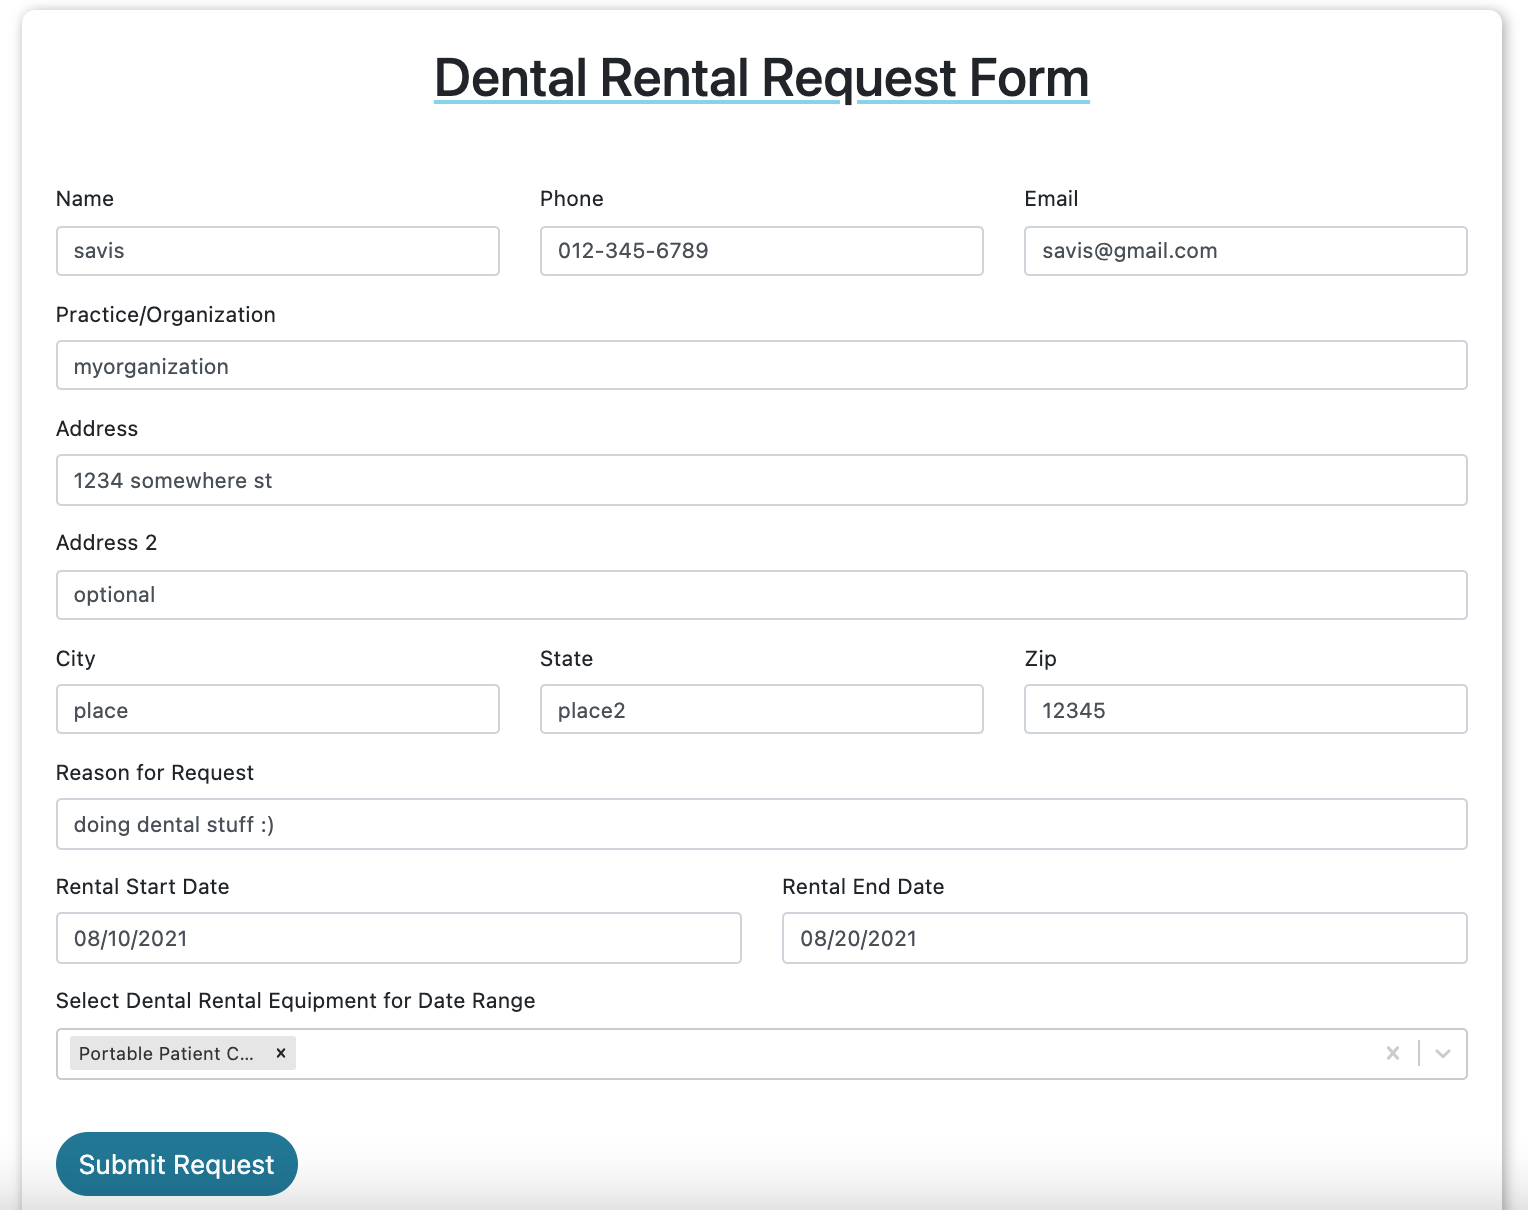 Dental Rental Request Form
Name Phone Email
savis 012-345-6789 savis@gmail.com
Practice/Organization
myorganization
Address
1234 somewhere st
Address 2
optional
City State Zip
place place2 12345
Reason for Request
doing dental stuff :)
Rental Start Date Rental End Date
08/10/2021 08/20/2021
Select Dental Rental Equipment for Date Range
Portable Patient C...
Submit Request